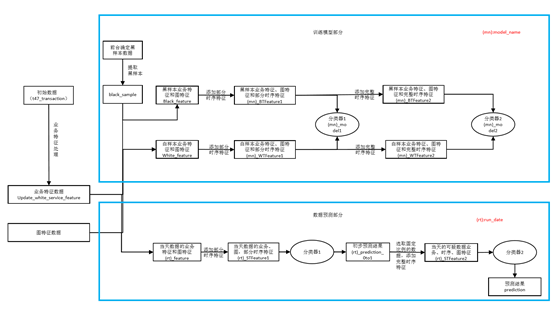 训练模型部分
{mn}:model_name
前台确定黑
样本数据
提取
黑样本
初始数据
(t47_transaction)
业务特征处理
black_sample
黑样本业务特
征和图特征
Black_feature
添加部分
时序特征
黑样本业务特征、图特征
和部分时序特征
{mn}_BTFeature1
添加完整
时序特征
黑样本业务特征、图特征
和完整时序特征
{mn}_BTFeature2
分类器1
{mn}_mo
del1
分类器2
{mn}_mo
del2
白样本业务特
征和图特征
White_feature
添加部分
时序特征
白样本业务特征、图特征
和部分时序特征
{mn}_WTFeature1
添加完整
时序特征
白样本业务特征、图特征
和完整时序特征
{mn}_WTFeature2
业务特征数据
Update_white_service_feature
图特征数据
数据预测部分
{rt}:run_date
当天数据的业务
特征和图特征
{rt}_feature
添加部分
时序特征
当天数据的业务、
图、部分时序特征
{rt}_STFeature1
分类器1
初步预测结果
{rt}_prediction_
选取固定
比例的数
据，添加
完整时序
特征
当天的可疑数据业
务、时序、图特征
{rt}_STFeature2
分类器2
预测结果
prediction